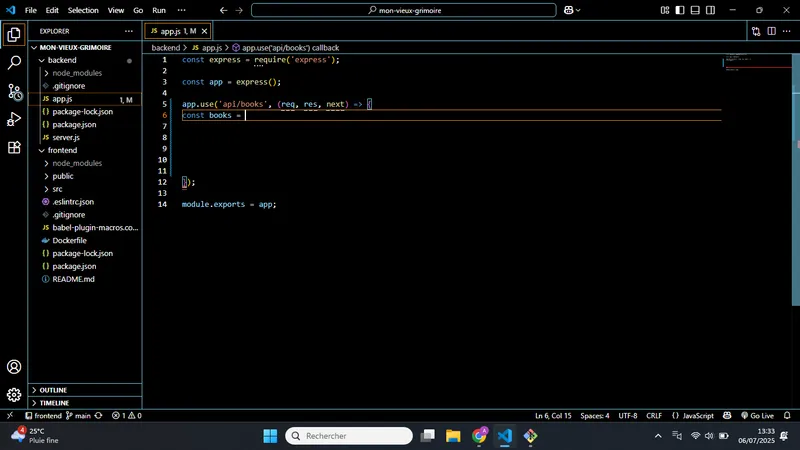 File Edit Selection View Go Run ···
mon-vieux-grimoire
EXPLORER ···
MON-VIEUX-GRIMOIRE
backend
node_modules
.gitignore
app.js 1, M
package-lock.json
package.json
server.js
frontend
node_modules
public
src
.eslintrc.json
.gitignore
babel-plugin-macros.co...
Dockerfile
package-lock.json
package.json
README.md
OUTLINE
TIMELINE
JS app.js 1, M
backend > JS app.js > app.use('api/books') callback
1 const express = require('express');
2
3 const app = express();
4
5 app.use('api/books', (req, res, next) => {
6 const books =
7
8
9
10
11
12 });
13
14 module.exports = app;
frontend main 1 0
Ln 6, Col 15 Spaces: 4 UTF-8 CRLF {} JavaScript Go Live
4
25°C
Pluie fine
Rechercher
13:33
06/07/2025